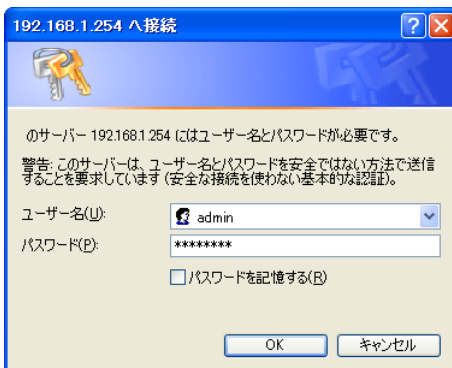 192.168.1.254 へ接続
のサーバー 192.168.1.254 にはユーザー名とパスワードが必要です。
警告: このサーバーは、ユーザー名とパスワードを安全ではない方法で送信
することを要求しています (安全な接続を使わない基本的な認証)。
ユーザー名(U):
admin
パスワード(P):
********
パスワードを記憶する(R)
OK
キャンセル